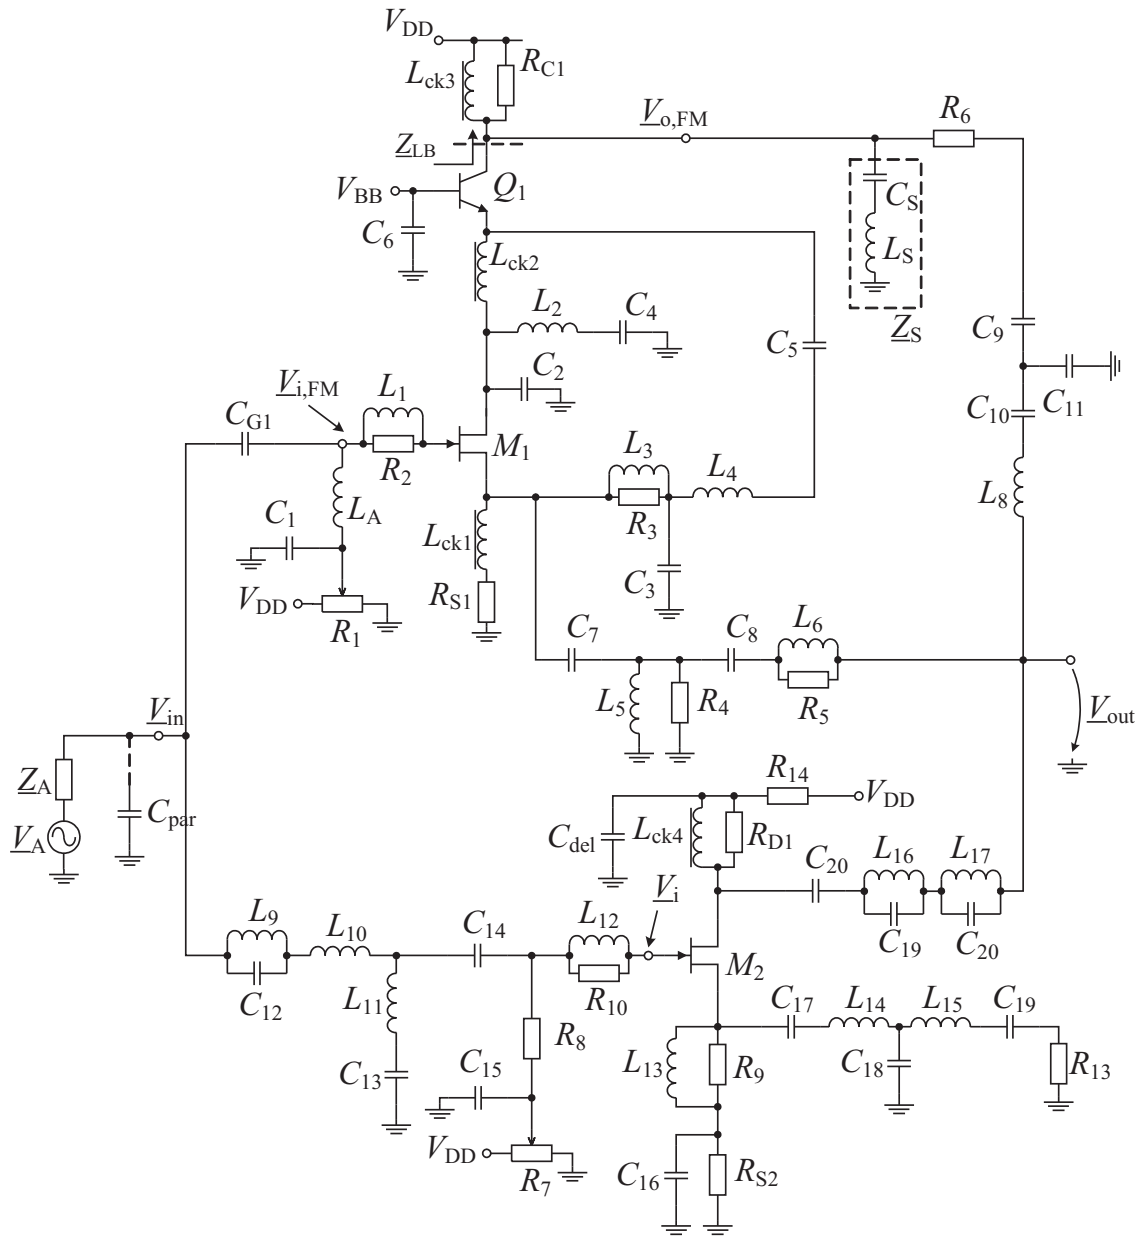 V_DD
L_ck3 R_C1
V_o,FM R_6
Z_LB
V_BB Q_1 C_S
C_6 L_ck2 L_S
L_2 C_4 Z_S
C_5 C_9
C_2
V_i,FM L_1
C_G1 C_10 C_11
R_2 M_1 L_3 L_4
L_A R_3 L_8
C_1 L_ck1
C_3
V_DD R_S1
R_1 C_7 C_8 L_6
L_5 R_4 R_5
V_in V_out
Z_A R_14
C_par V_DD
V_A C_del L_ck4 R_D1
C_20 L_16 L_17
L_9 V_i
L_10 C_14 L_12 C_19 C_20
C_12 L_11 R_10 M_2
C_17 L_14 L_15 C_19
R_8
C_13 C_15 L_13 R_9 C_18 R_13
V_DD
R_7 C_16 R_S2